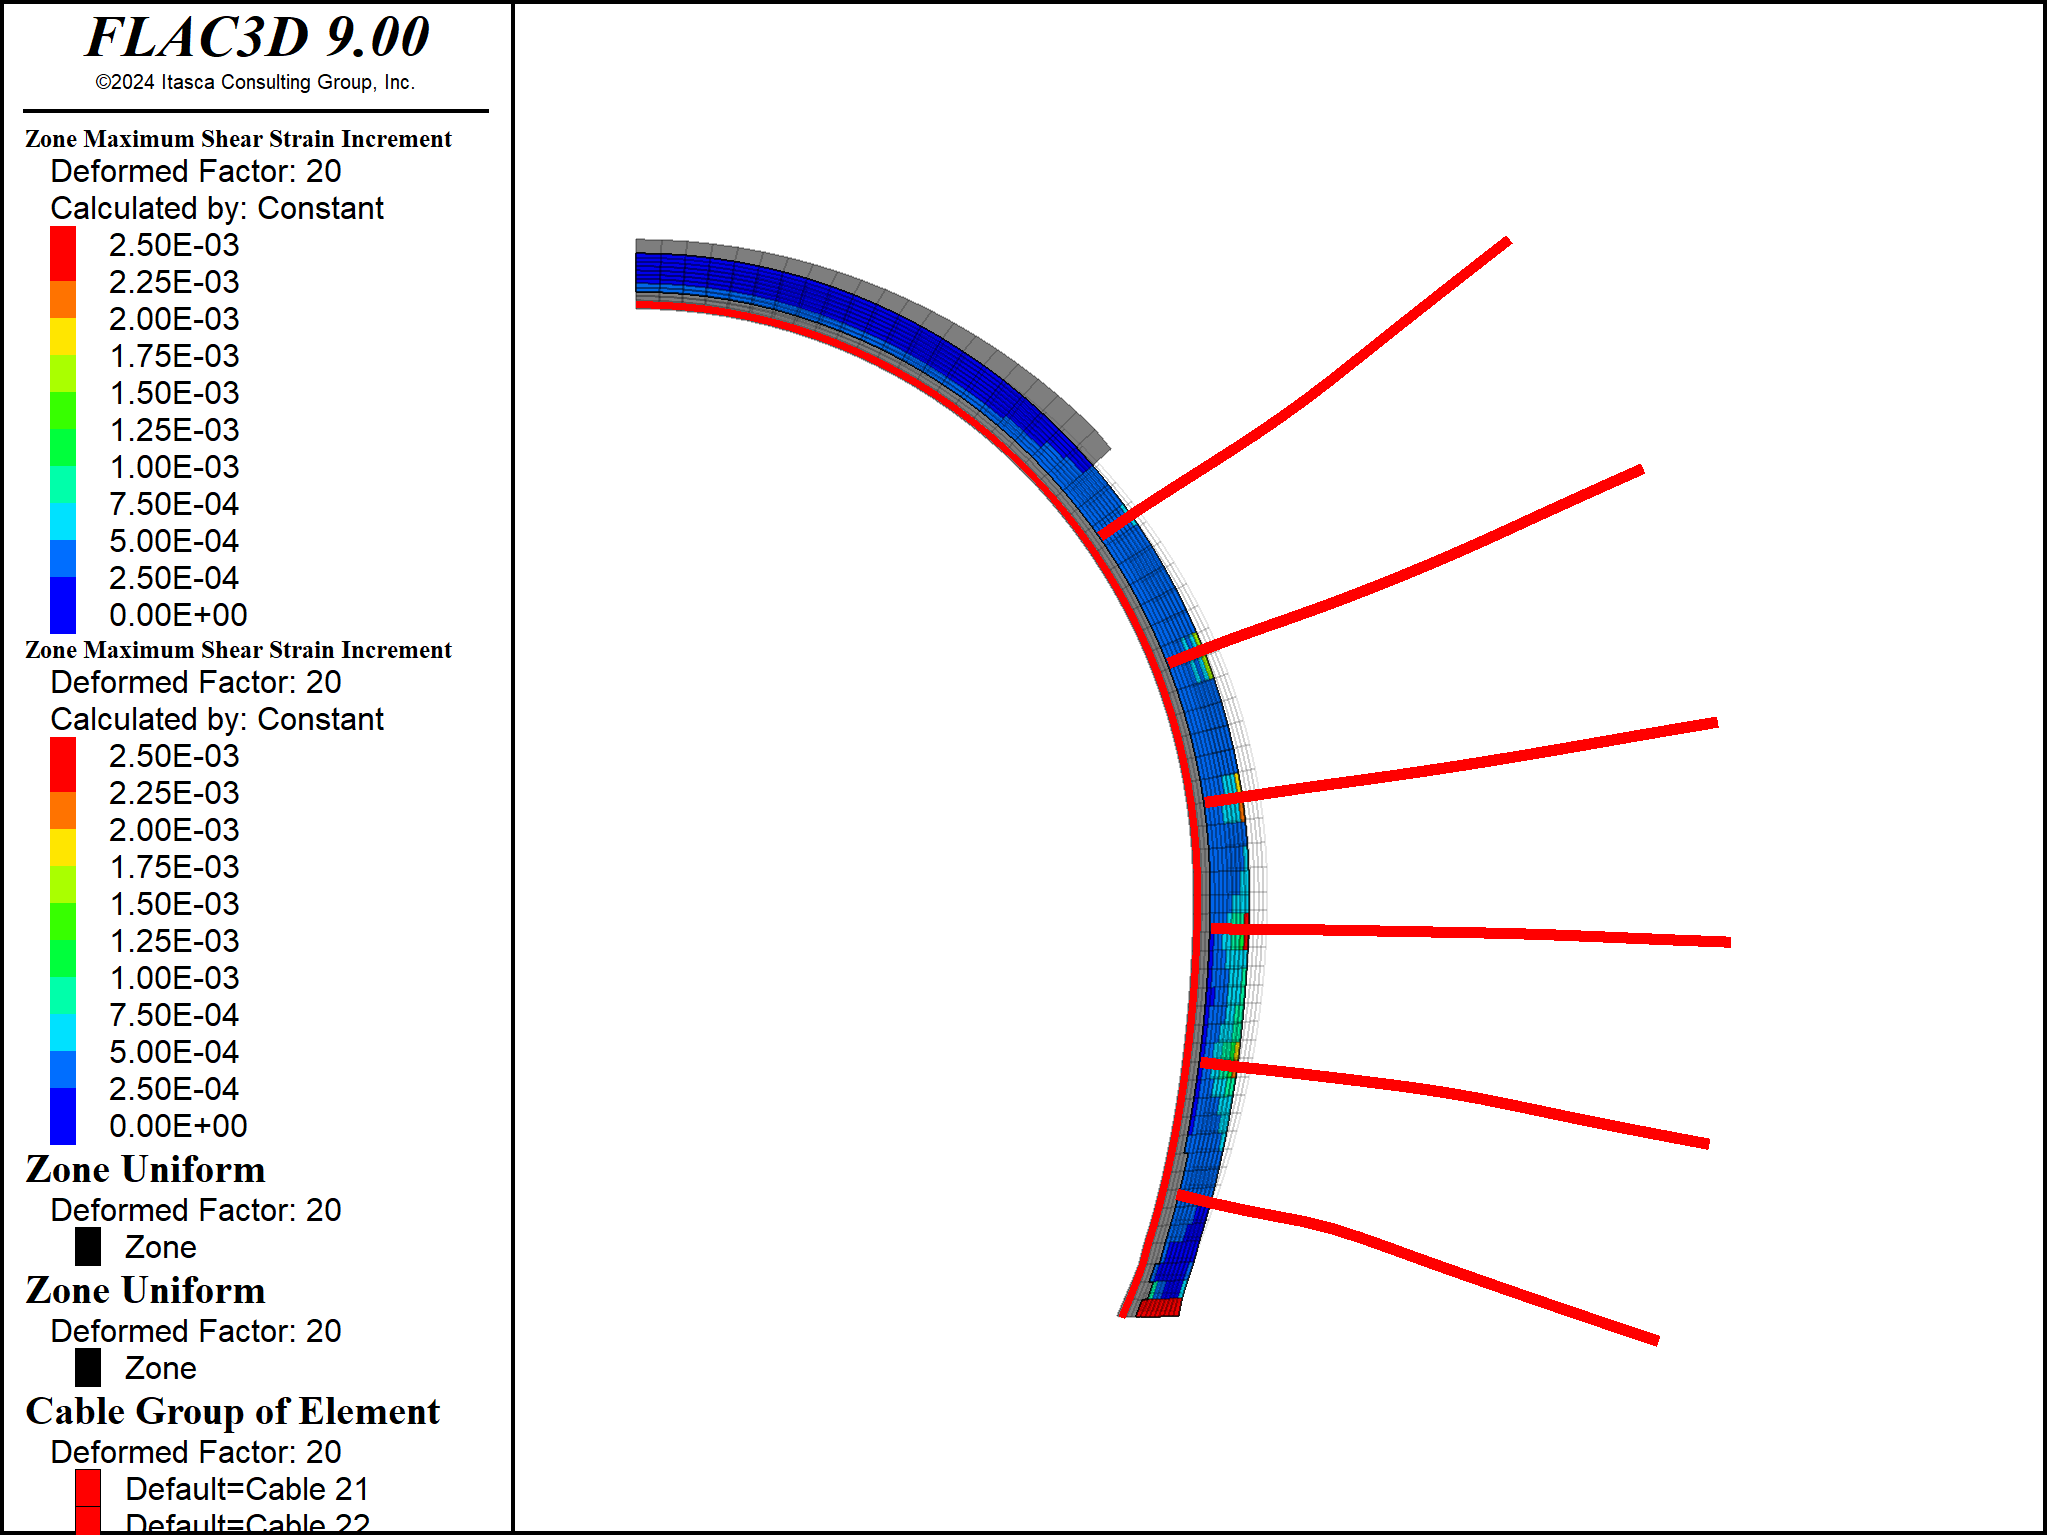 FLAC3D 9.00
©2024 Itasca Consulting Group, Inc.
Zone Maximum Shear Strain Increment
Deformed Factor: 20
Calculated by: Constant
2.50E-03
2.25E-03
2.00E-03
1.75E-03
1.50E-03
1.25E-03
1.00E-03
7.50E-04
5.00E-04
2.50E-04
0.00E+00
Zone Maximum Shear Strain Increment
Deformed Factor: 20
Calculated by: Constant
2.50E-03
2.25E-03
2.00E-03
1.75E-03
1.50E-03
1.25E-03
1.00E-03
7.50E-04
5.00E-04
2.50E-04
0.00E+00
Zone Uniform
Deformed Factor: 20
Zone
Zone Uniform
Deformed Factor: 20
Zone
Cable Group of Element
Deformed Factor: 20
Default=Cable 21
Default=Cable 22